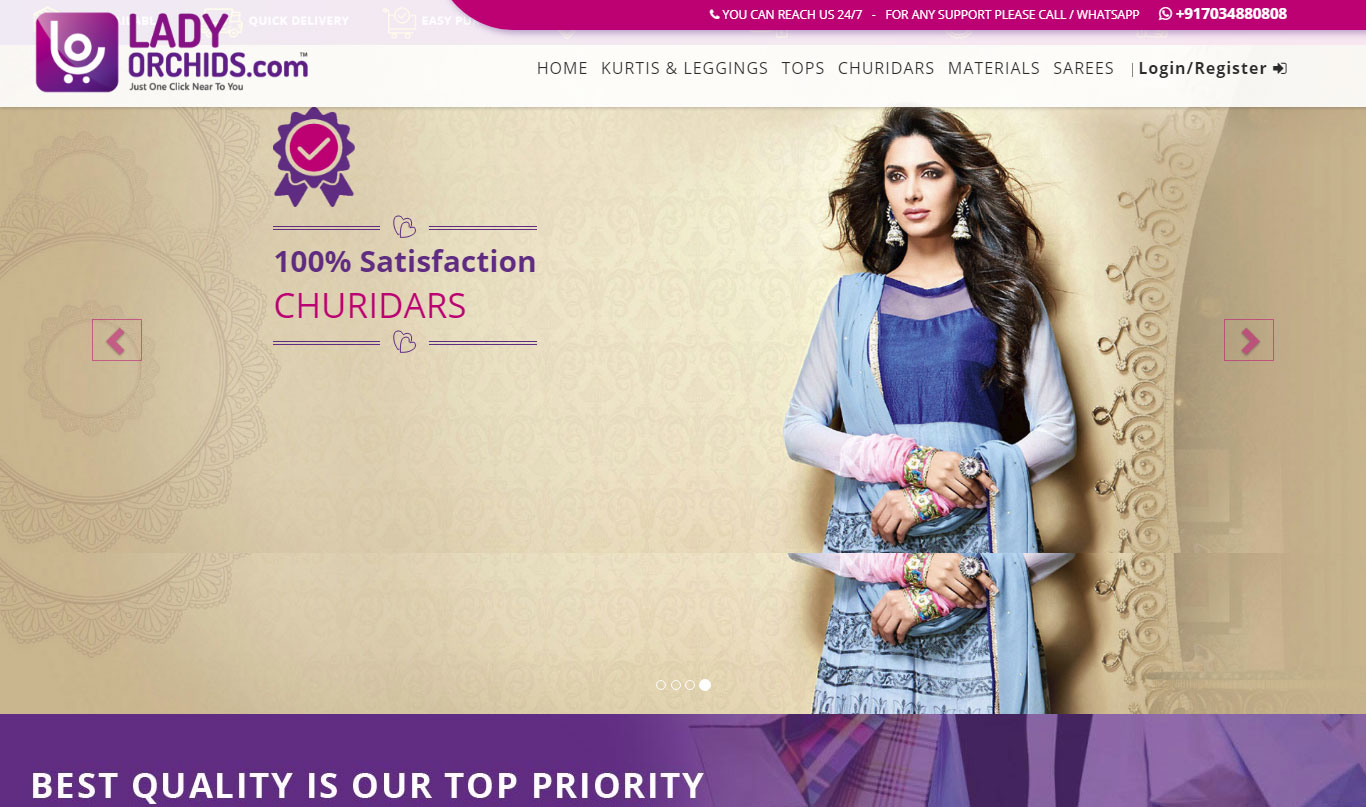 QUICK DELIVERY
EASY PU
YOU CAN REACH US 24/7 - FOR ANY SUPPORT PLEASE CALL / WHATSAPP +917034880808
LADY
ORCHIDS.com™
Just One Click Near To You
HOME KURTIS & LEGGINGS TOPS CHURIDARS MATERIALS SAREES | Login/Register
100% Satisfaction
CHURIDARS
BEST QUALITY IS OUR TOP PRIORITY